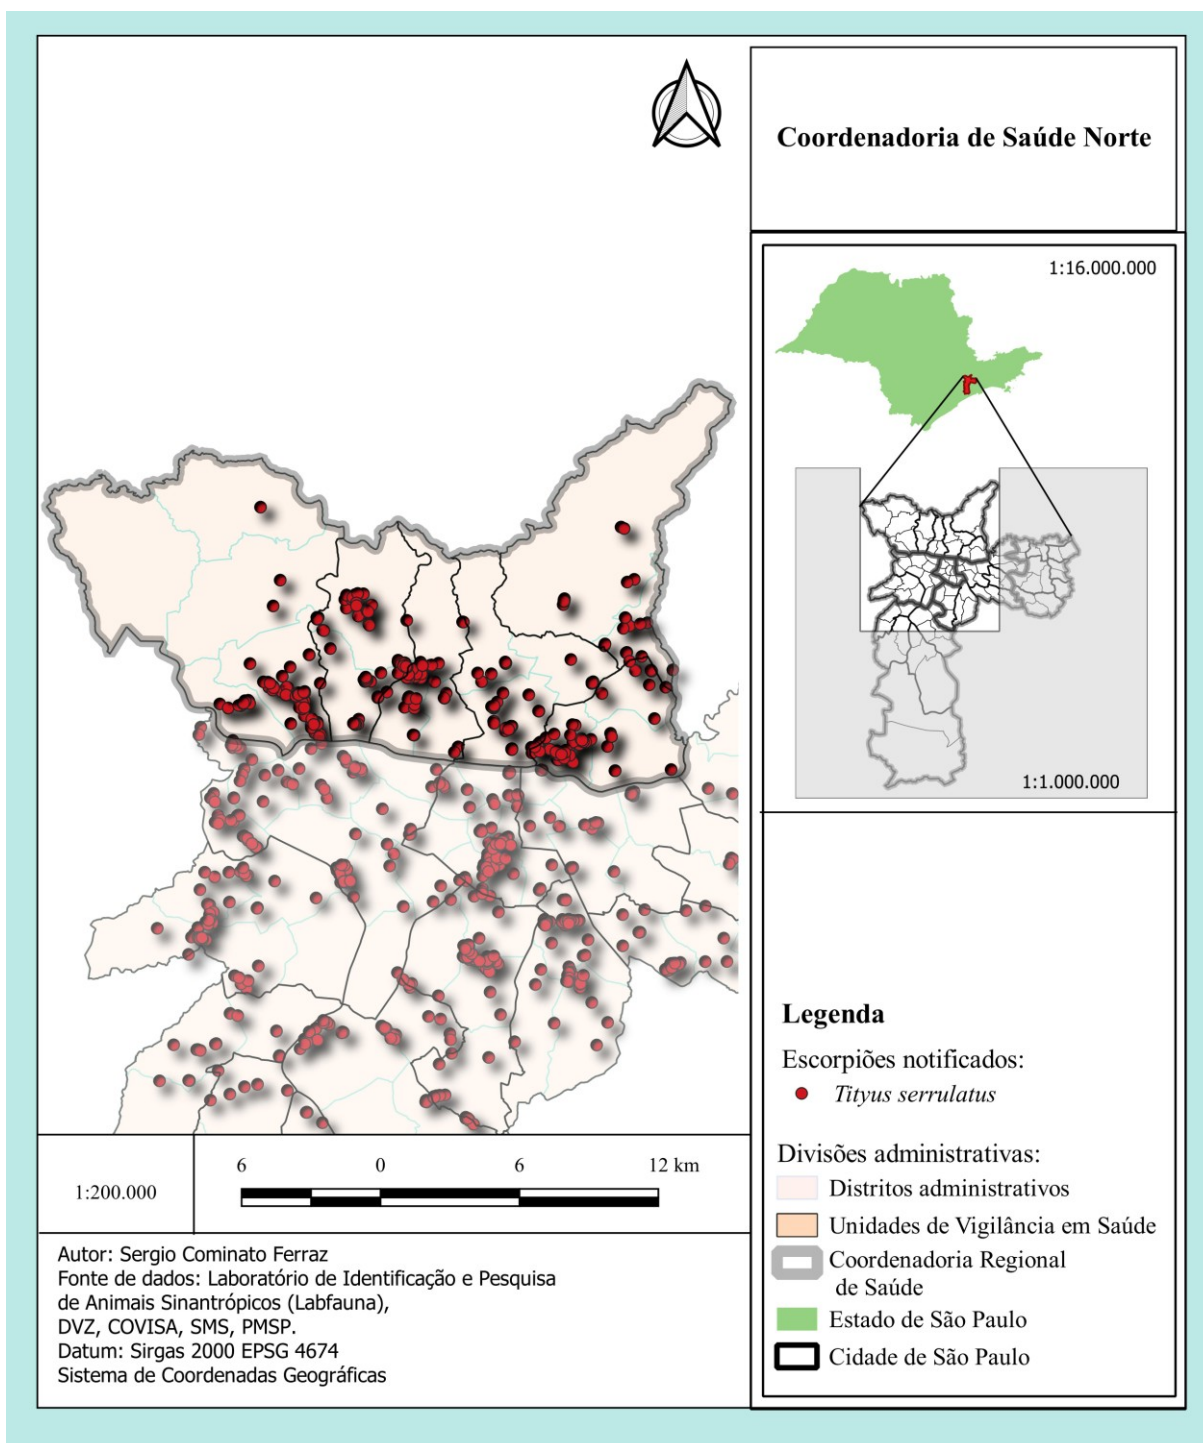 Coordenadoria de Saúde Norte
1:16.000.000
1:1.000.000
Legenda
Escorpiões notificados:
Tityus serrulatus
Divisões administrativas:
Distritos administrativos
Unidades de Vigilância em Saúde
Coordenadoria Regional
de Saúde
Estado de São Paulo
Cidade de São Paulo
1:200.000
6 0 6 12 km
Autor: Sergio Cominato Ferraz
Fonte de dados: Laboratório de Identificação e Pesquisa
de Animais Sinantrópicos (Labfauna),
DVZ, COVISA, SMS, PMSP.
Datum: Sirgas 2000 EPSG 4674
Sistema de Coordenadas Geográficas